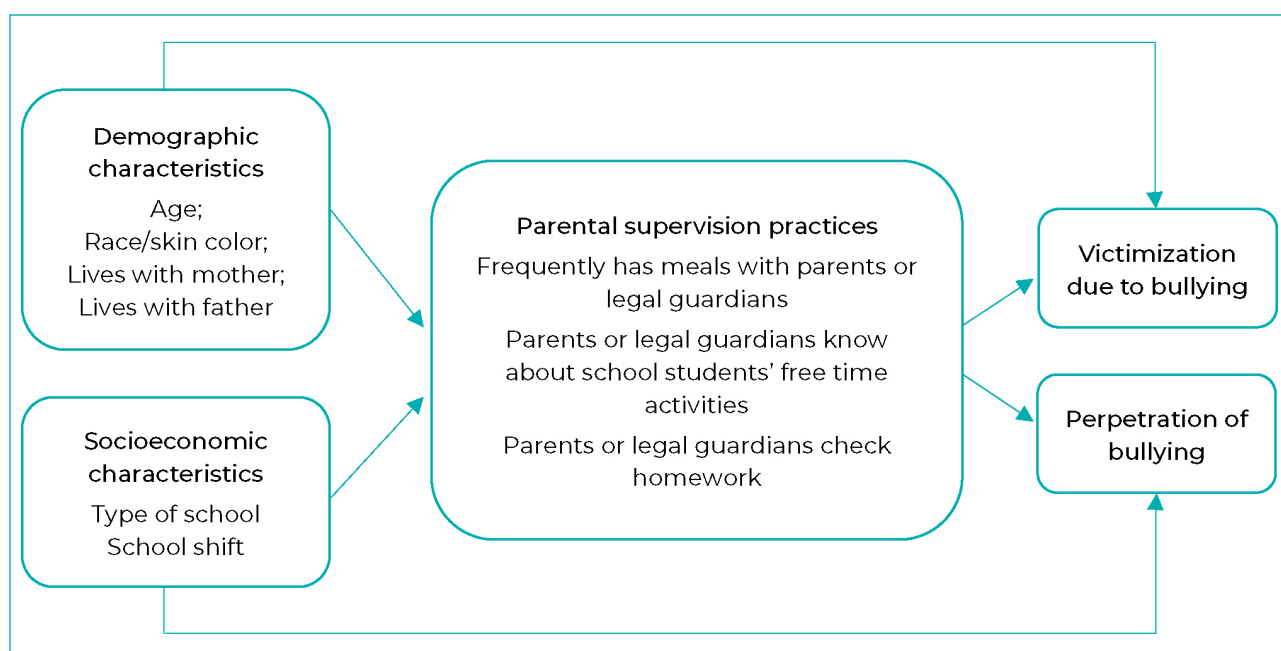 Demographic
characteristics
Age;
Race/skin color;
Lives with mother;
Lives with father
Socioeconomic
characteristics
Type of school
School shift
Parental supervision practices
Frequently has meals with parents or
legal guardians
Parents or legal guardians know
about school students’ free time
activities
Parents or legal guardians check
homework
Victimization
due to bullying
Perpetration of
bullying